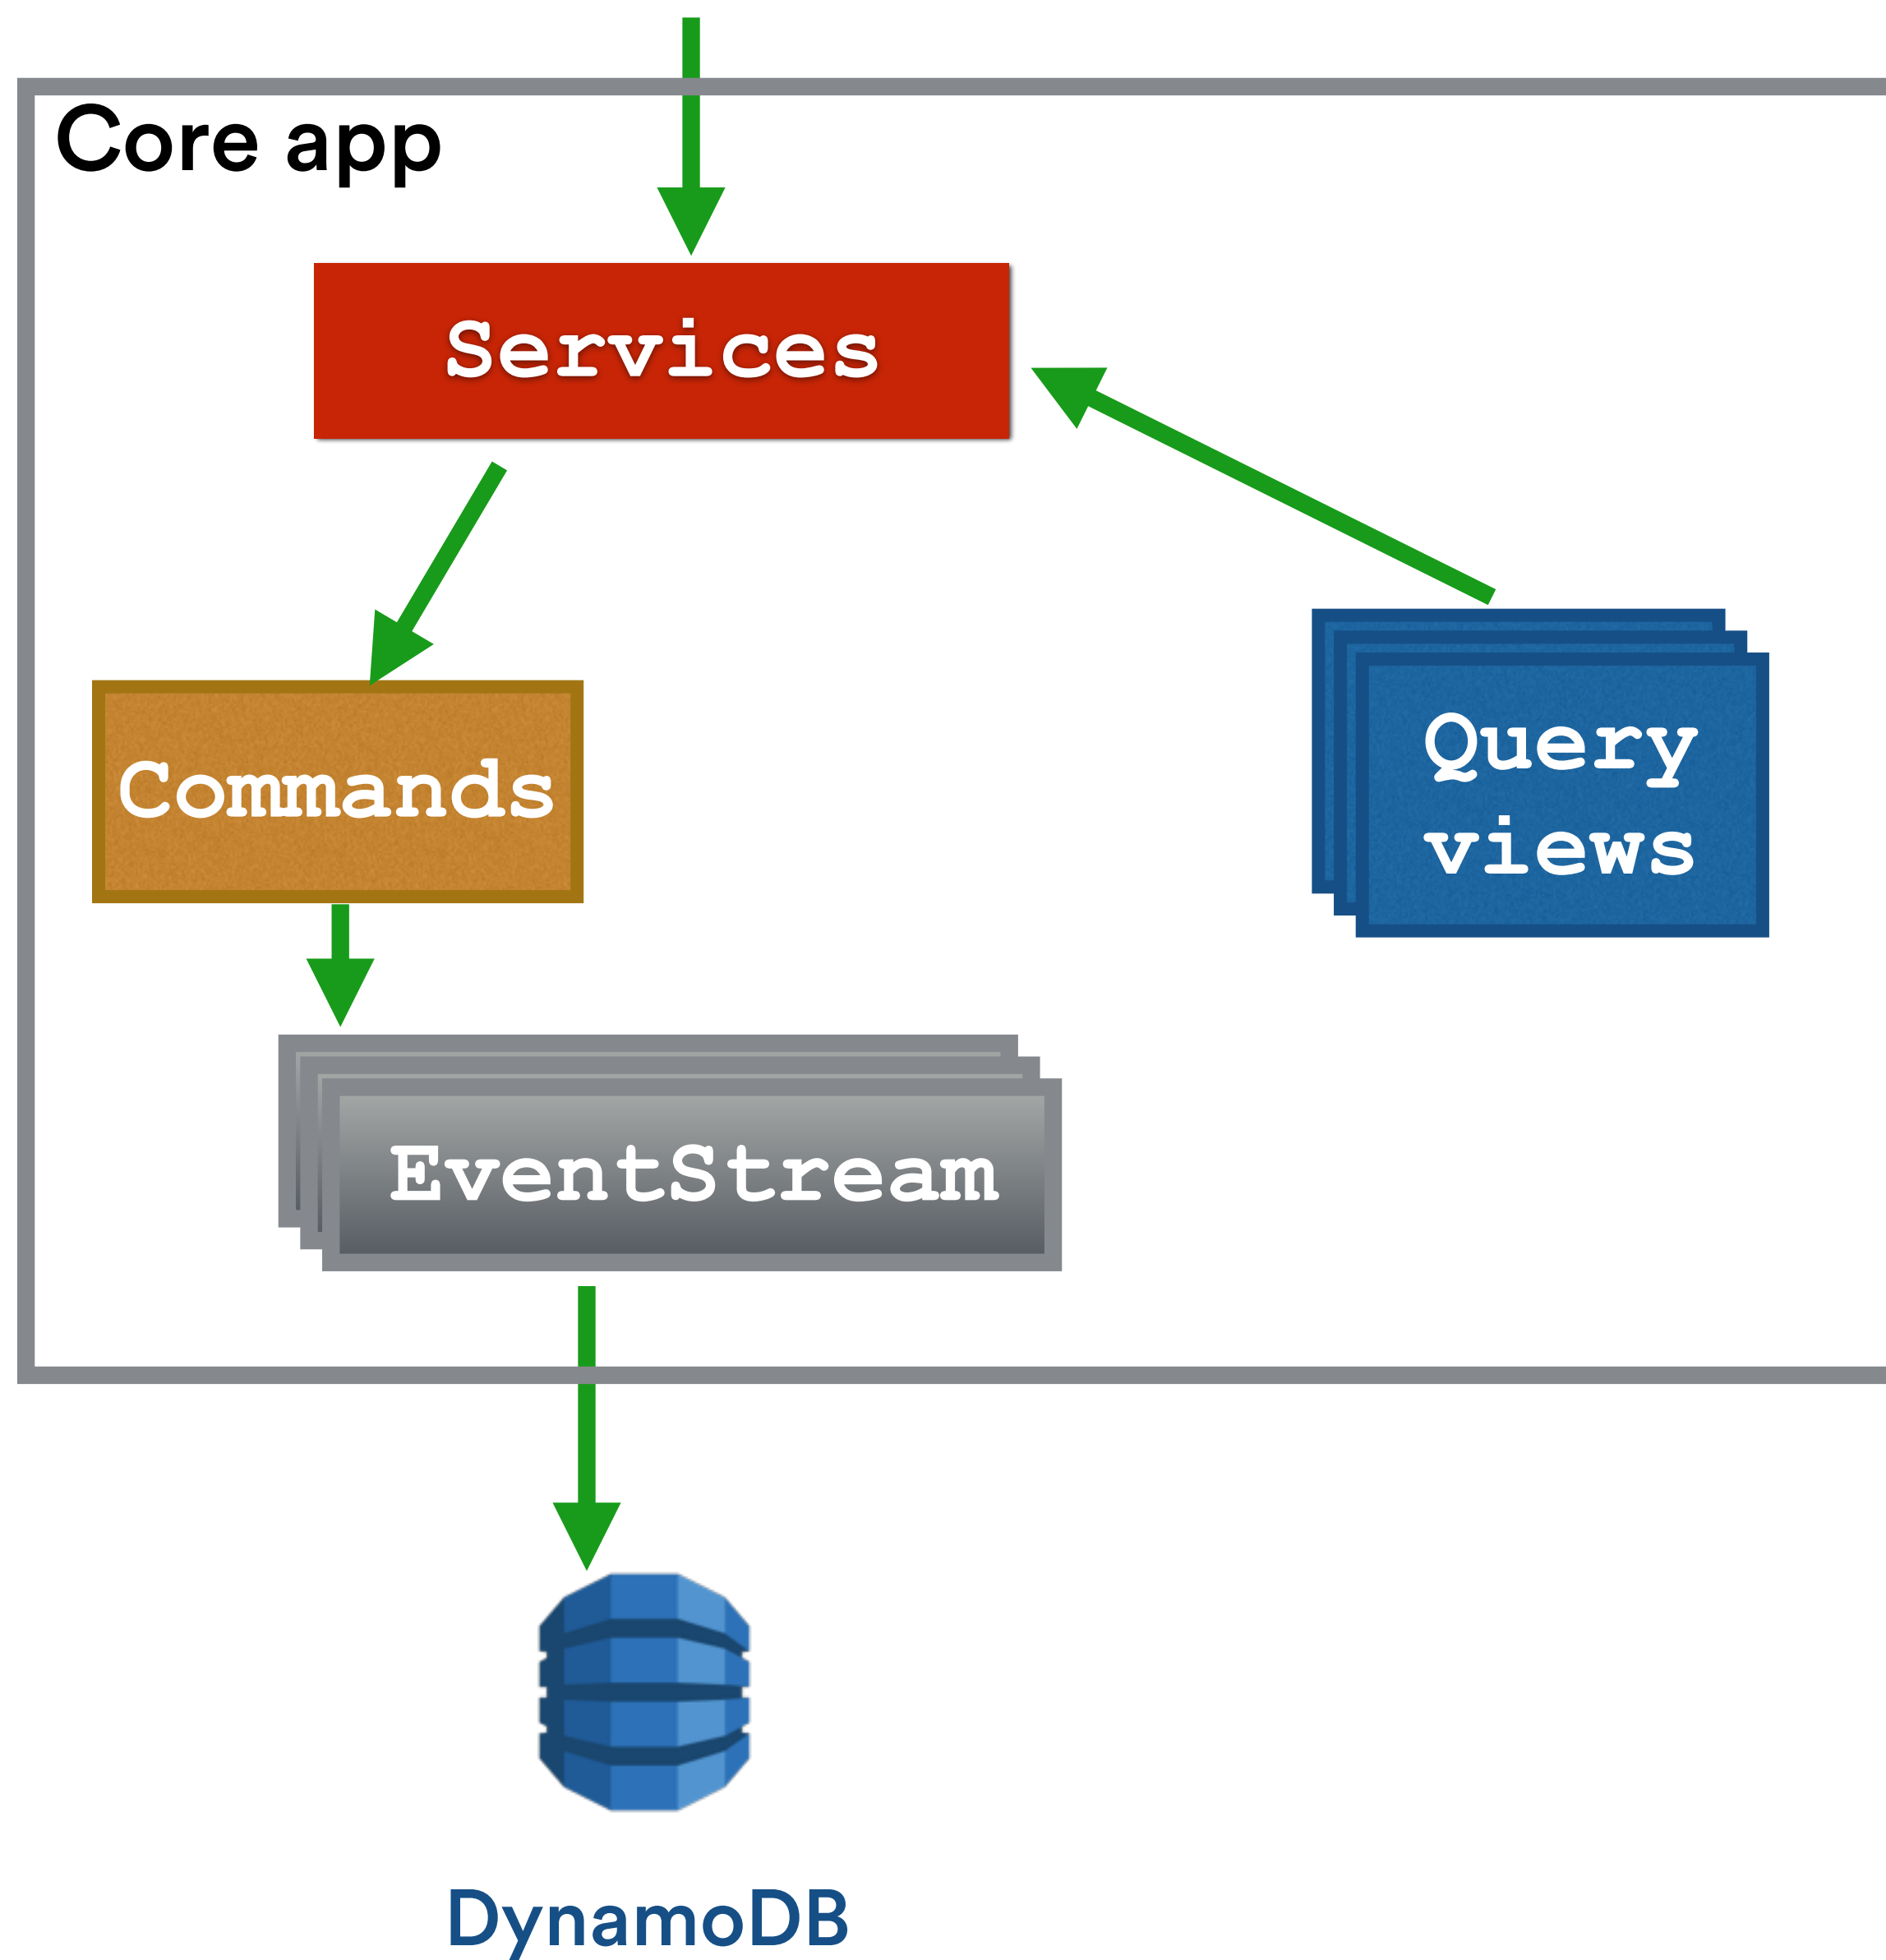 Core app
Services
Commands
Query
views
EventStream
DynamoDB